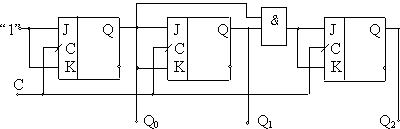 "1" J Q J Q & J Q
C C C
K K K
C
Q0 Q1 Q2